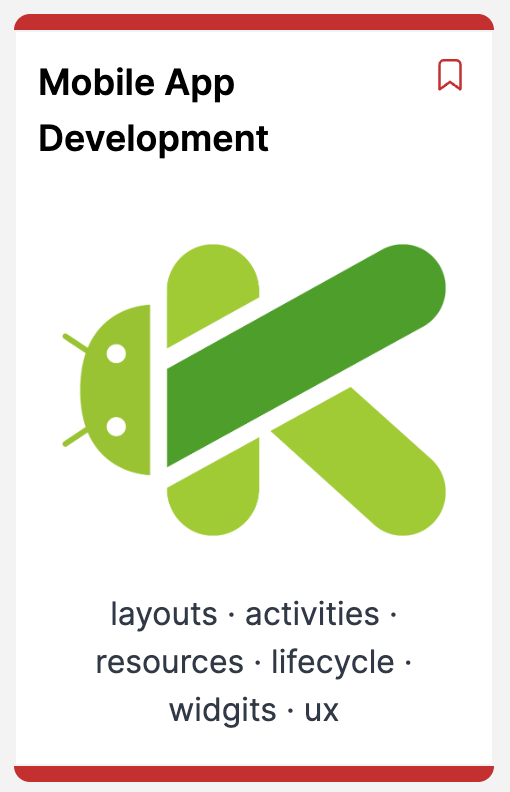 Mobile App
Development
layouts · activities ·
resources · lifecycle ·
widgits · ux